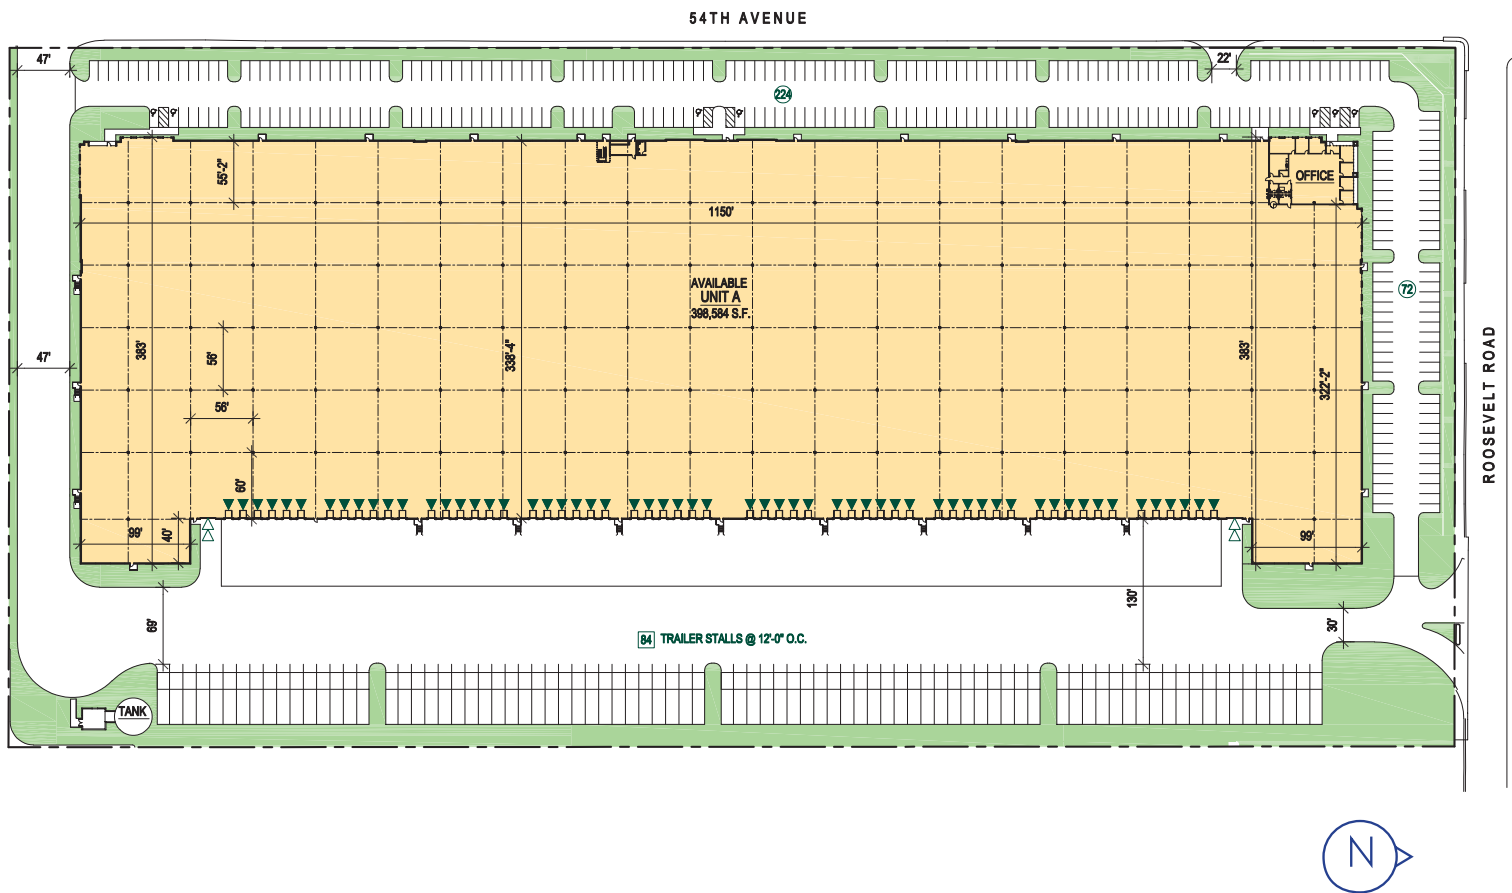 54TH AVENUE
47'
22'
224
55'-2"
OFFICE
1150'
AVAILABLE
UNIT A
398,584 S.F.
72
383'
338'-4"
383'
322'-2"
56'
47'
56'
ROOSEVELT ROAD
60'
99'
40'
99'
130'
69'
30'
84 TRAILER STALLS @ 12'-0" O.C.
TANK
N